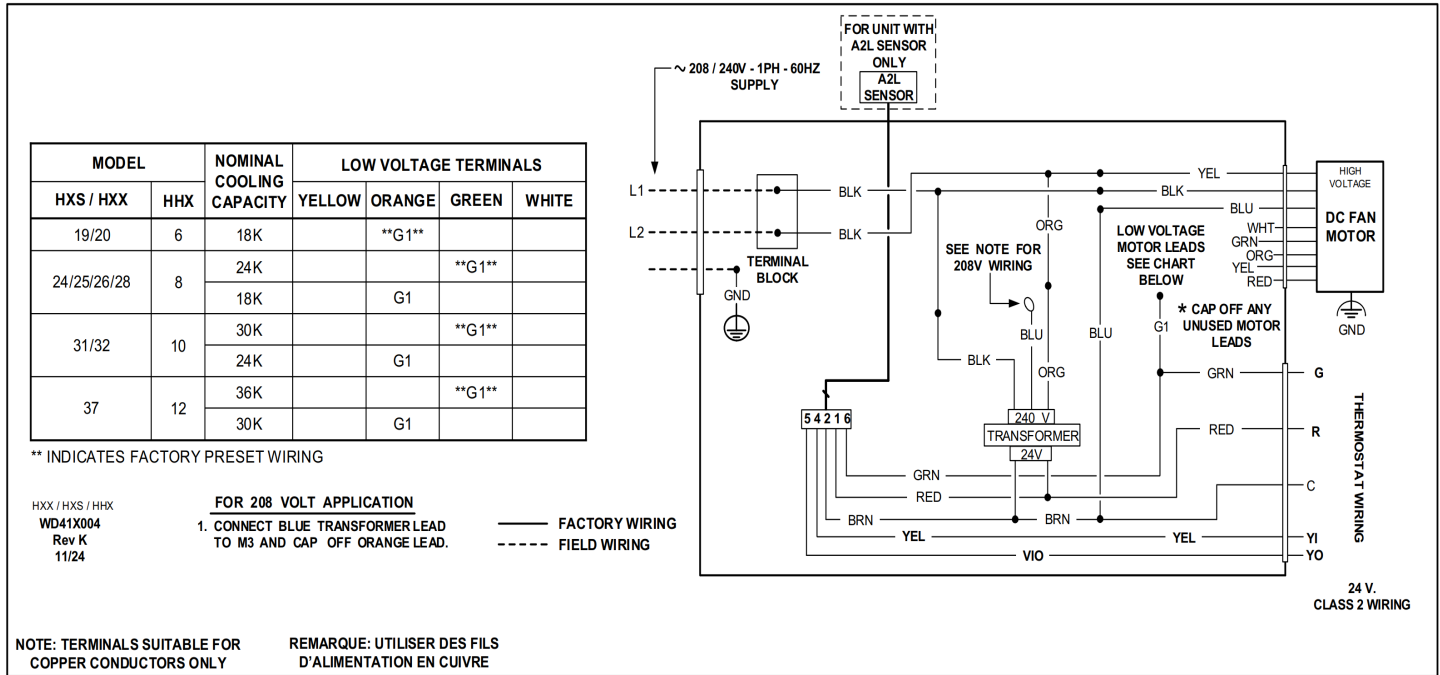 MODEL
NOMINAL COOLING CAPACITY
LOW VOLTAGE TERMINALS
HXS / HXX HHX YELLOW ORANGE GREEN WHITE
19/20 6 18K **G1**
24/25/26/28 8 24K **G1**
18K G1
31/32 10 30K **G1**
24K G1
37 12 36K **G1**
30K G1
** INDICATES FACTORY PRESET WIRING
HXX / HXS / HHX
WD41X004
Rev K
11/24
FOR 208 VOLT APPLICATION
1. CONNECT BLUE TRANSFORMER LEAD
TO M3 AND CAP OFF ORANGE LEAD.
FACTORY WIRING
FIELD WIRING
NOTE: TERMINALS SUITABLE FOR
COPPER CONDUCTORS ONLY
REMARQUE: UTILISER DES FILS
D'ALIMENTATION EN CUIVRE
~ 208 / 240V - 1PH - 60HZ
SUPPLY
FOR UNIT WITH
A2L SENSOR
ONLY
A2L
SENSOR
L1
L2
GND
BLK
BLK
TERMINAL
BLOCK
YEL
BLK
BLU
WHT
GRN
ORG
YEL
RED
HIGH
VOLTAGE
DC FAN
MOTOR
GND
ORG
SEE NOTE FOR
208V WIRING
BLU
ORG
BLK
BLU
LOW VOLTAGE
MOTOR LEADS
SEE CHART
BELOW
G1
* CAP OFF ANY
UNUSED MOTOR
LEADS
5 4 2 1 6
240 V
TRANSFORMER
24V
GRN
RED
BRN
YEL
VIO
BRN
YEL
GRN
RED
G
R
C
YI
YO
THERMOSTAT WIRING
24 V.
CLASS 2 WIRING